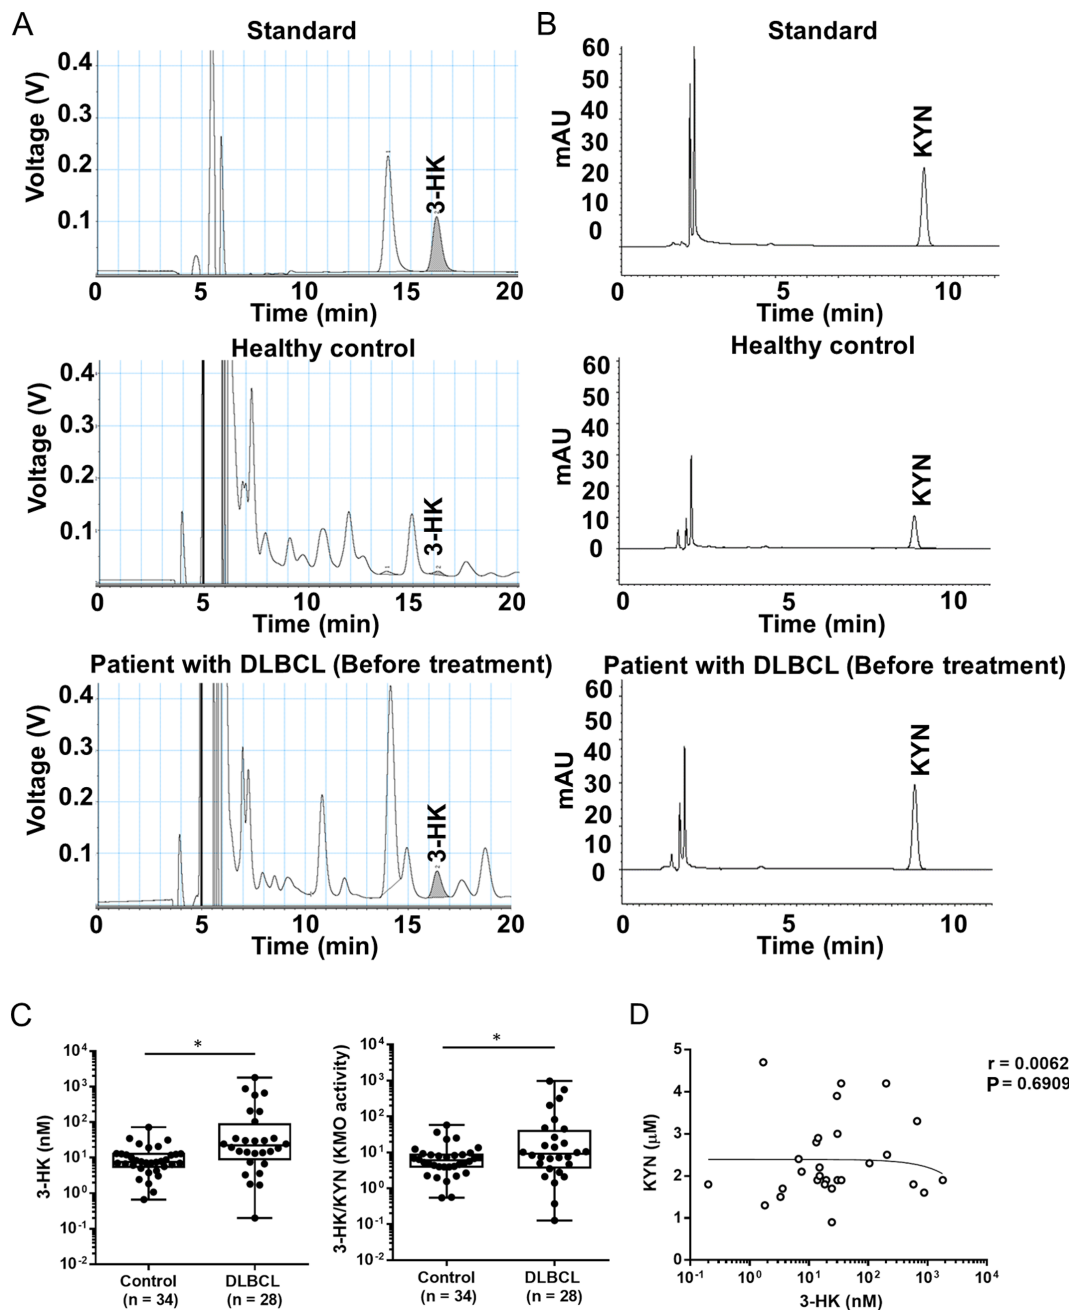 A
Standard
Voltage (V)
0.4
0.3
0.2
0.1
3-HK
0 5 10 15 20
Time (min)
Healthy control
Voltage (V)
0.4
0.3
0.2
0.1
3-HK
0 5 10 15 20
Time (min)
Patient with DLBCL (Before treatment)
Voltage (V)
0.4
0.3
0.2
0.1
3-HK
0 5 10 15 20
Time (min)
B
Standard
mAU
60
50
40
30
20
10
0
KYN
0 5 10
Time (min)
Healthy control
mAU
60
50
40
30
20
10
0
KYN
0 5 10
Time (min)
Patient with DLBCL (Before treatment)
mAU
60
50
40
30
20
10
0
KYN
0 5 10
Time (min)
C
3-HK (nM)
10⁴
10³
10²
10¹
10⁰
10⁻¹
10⁻²
*
Control DLBCL
(n = 34) (n = 28)
3-HK/KYN (KMO activity)
10⁴
10³
10²
10¹
10⁰
10⁻¹
10⁻²
*
Control DLBCL
(n = 34) (n = 28)
D
KYN (μM)
5
4
3
2
1
0
r = 0.0062
P = 0.6909
10⁻¹ 10⁰ 10¹ 10² 10³ 10⁴
3-HK (nM)